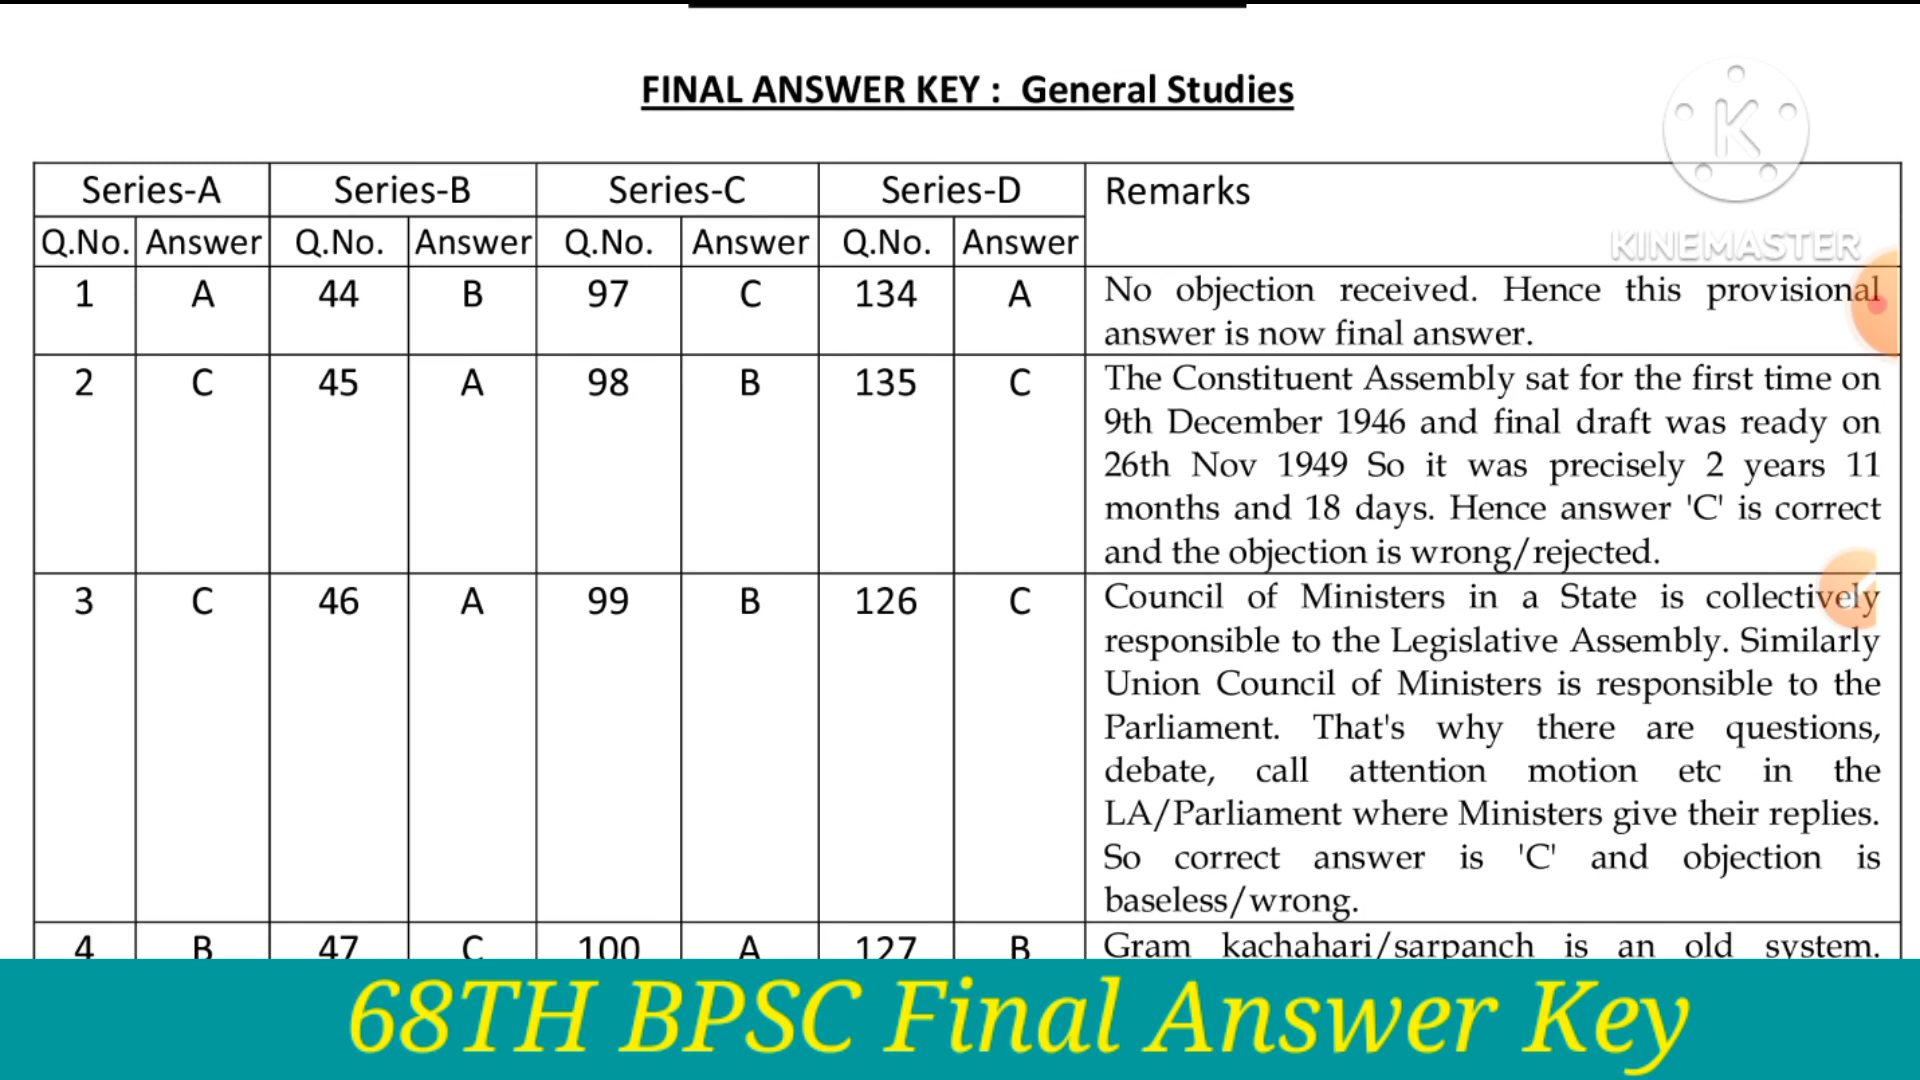 FINAL ANSWER KEY : General Studies
K
KINEMASTER
Series-A Series-B Series-C Series-D Remarks
Q.No. Answer Q.No. Answer Q.No. Answer Q.No. Answer
1 A 44 B 97 C 134 A No objection received. Hence this provisional
answer is now final answer.
2 C 45 A 98 B 135 C The Constituent Assembly sat for the first time on
9th December 1946 and final draft was ready on
26th Nov 1949 So it was precisely 2 years 11
months and 18 days. Hence answer 'C' is correct
and the objection is wrong/rejected.
3 C 46 A 99 B 126 C Council of Ministers in a State is collectively
responsible to the Legislative Assembly. Similarly
Union Council of Ministers is responsible to the
Parliament. That's why there are questions,
debate, call attention motion etc in the
LA/Parliament where Ministers give their replies.
So correct answer is 'C' and objection is
baseless/wrong.
4 B 47 C 100 A 127 B Gram kachahari/sarpanch is an old system.
68TH BPSC Final Answer Key